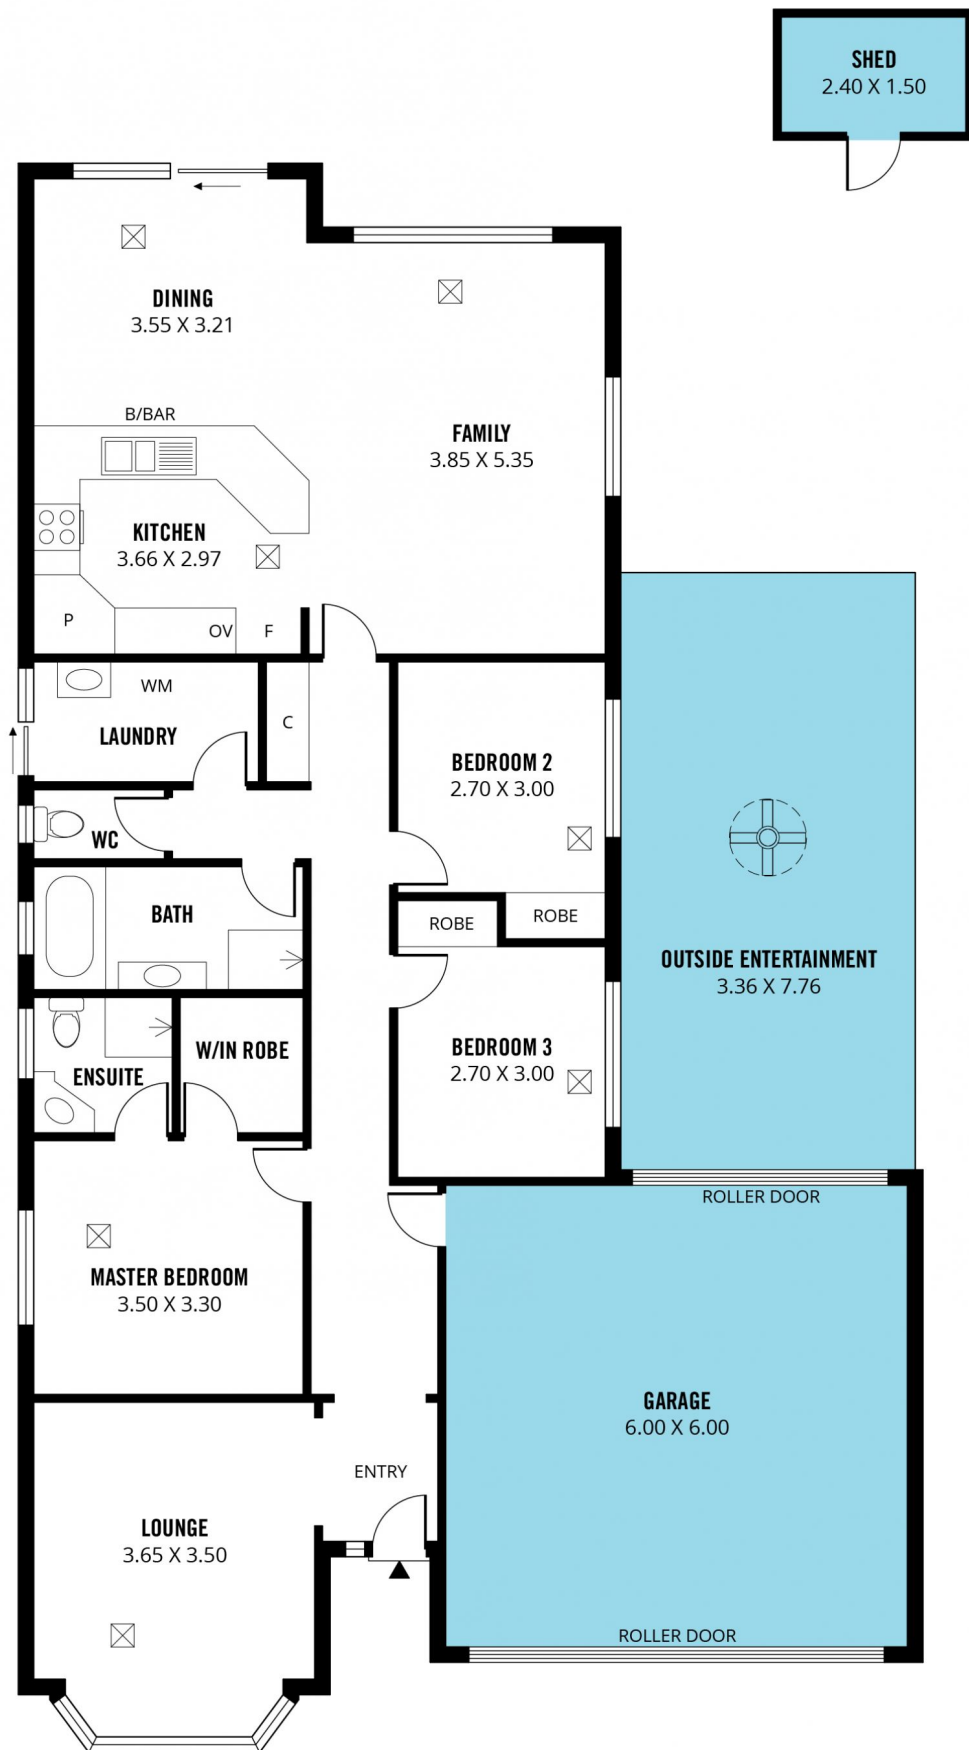 SHED
2.40 X 1.50
DINING
3.55 X 3.21
B/BAR
FAMILY
3.85 X 5.35
KITCHEN
3.66 X 2.97
P
OV
F
WM
LAUNDRY
C
BEDROOM 2
2.70 X 3.00
WC
BATH
ROBE
ROBE
OUTSIDE ENTERTAINMENT
3.36 X 7.76
W/IN ROBE
ENSUITE
BEDROOM 3
2.70 X 3.00
ROLLER DOOR
MASTER BEDROOM
3.50 X 3.30
GARAGE
6.00 X 6.00
ENTRY
LOUNGE
3.65 X 3.50
ROLLER DOOR